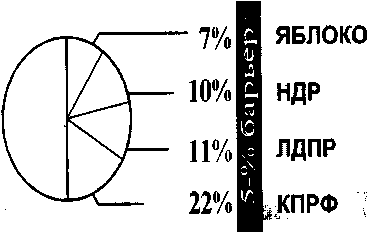 7% ЯБЛОКО
10% НДР
11% ЛДПР
22% КПРФ
5-% барьер